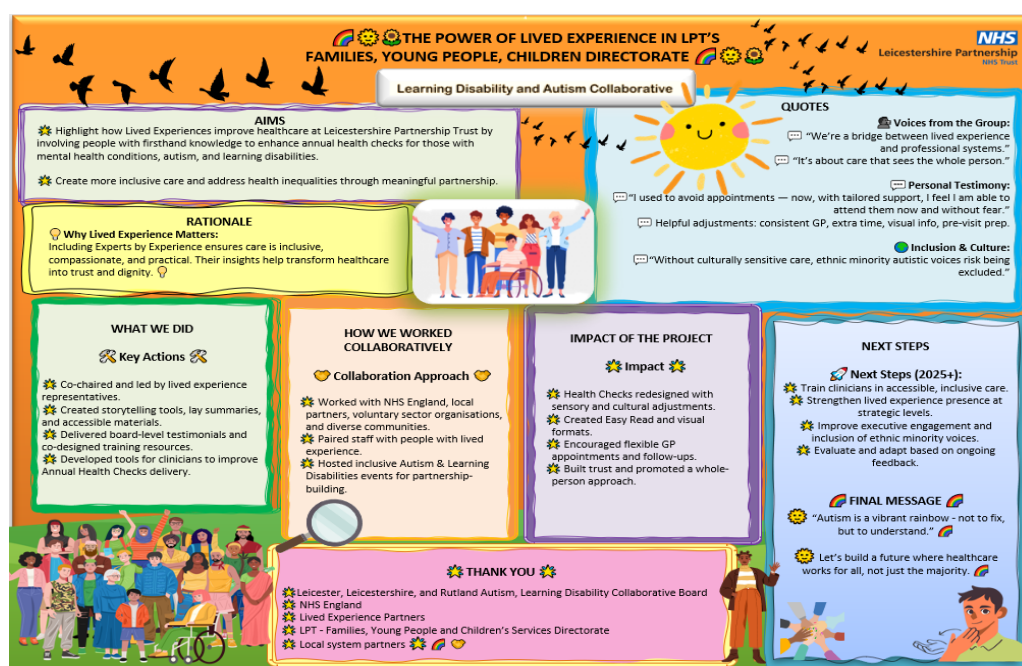 🌈🌞🌻THE POWER OF LIVED EXPERIENCE IN LPT’S
FAMILIES, YOUNG PEOPLE, CHILDREN DIRECTORATE 🌈🌞🌻
NHS
Leicestershire Partnership
NHS Trust
Learning Disability and Autism Collaborative
AIMS
🌟 Highlight how Lived Experiences improve healthcare at Leicestershire Partnership Trust by
involving people with firsthand knowledge to enhance annual health checks for those with
mental health conditions, autism, and learning disabilities.
🌟 Create more inclusive care and address health inequalities through meaningful partnership.
RATIONALE
💡 Why Lived Experience Matters:
Including Experts by Experience ensures care is inclusive,
compassionate, and practical. Their insights help transform healthcare
into trust and dignity. 💡
QUOTES
🗣️ Voices from the Group:
💬 “We’re a bridge between lived experience
and professional systems.”
💬 “It’s about care that sees the whole person.”
💬 Personal Testimony:
💬“I used to avoid appointments — now, with tailored support, I feel I am able to
attend them now and without fear.”
💬 Helpful adjustments: consistent GP, extra time, visual info, pre-visit prep.
🌍 Inclusion & Culture:
💬“Without culturally sensitive care, ethnic minority autistic voices risk being
excluded.”
WHAT WE DID
🛠️ Key Actions 🛠️
🌟 Co-chaired and led by lived experience
representatives.
🌟 Created storytelling tools, lay summaries,
and accessible materials.
🌟 Delivered board-level testimonials and
co-designed training resources.
🌟 Developed tools for clinicians to improve
Annual Health Checks delivery.
HOW WE WORKED
COLLABORATIVELY
🤝 Collaboration Approach 🤝
🌟 Worked with NHS England, local
partners, voluntary sector organisations,
and diverse communities.
🌟 Paired staff with people with lived
experience.
🌟 Hosted inclusive Autism & Learning
Disabilities events for partnership-
building.
IMPACT OF THE PROJECT
🌟 Impact 🌟
🌟 Health Checks redesigned with
sensory and cultural adjustments.
🌟 Created Easy Read and visual
formats.
🌟 Encouraged flexible GP
appointments and follow-ups.
🌟 Built trust and promoted a whole-
person approach.
NEXT STEPS
🚀 Next Steps (2025+):
🌟 Train clinicians in accessible, inclusive care.
🌟 Strengthen lived experience presence at
strategic levels.
🌟 Improve executive engagement and
inclusion of ethnic minority voices.
🌟 Evaluate and adapt based on ongoing
feedback.
🌈 FINAL MESSAGE 🌈
🌞 “Autism is a vibrant rainbow - not to fix,
but to understand.” 🌈
🌞 Let’s build a future where healthcare
works for all, not just the majority. 🌈
🌟 THANK YOU 🌟
🌟Leicester, Leicestershire, and Rutland Autism, Learning Disability Collaborative Board
🌟 NHS England
🌟 Lived Experience Partners
🌟 LPT - Families, Young People and Children’s Services Directorate
🌟 Local system partners 🌟 🌈 🤝